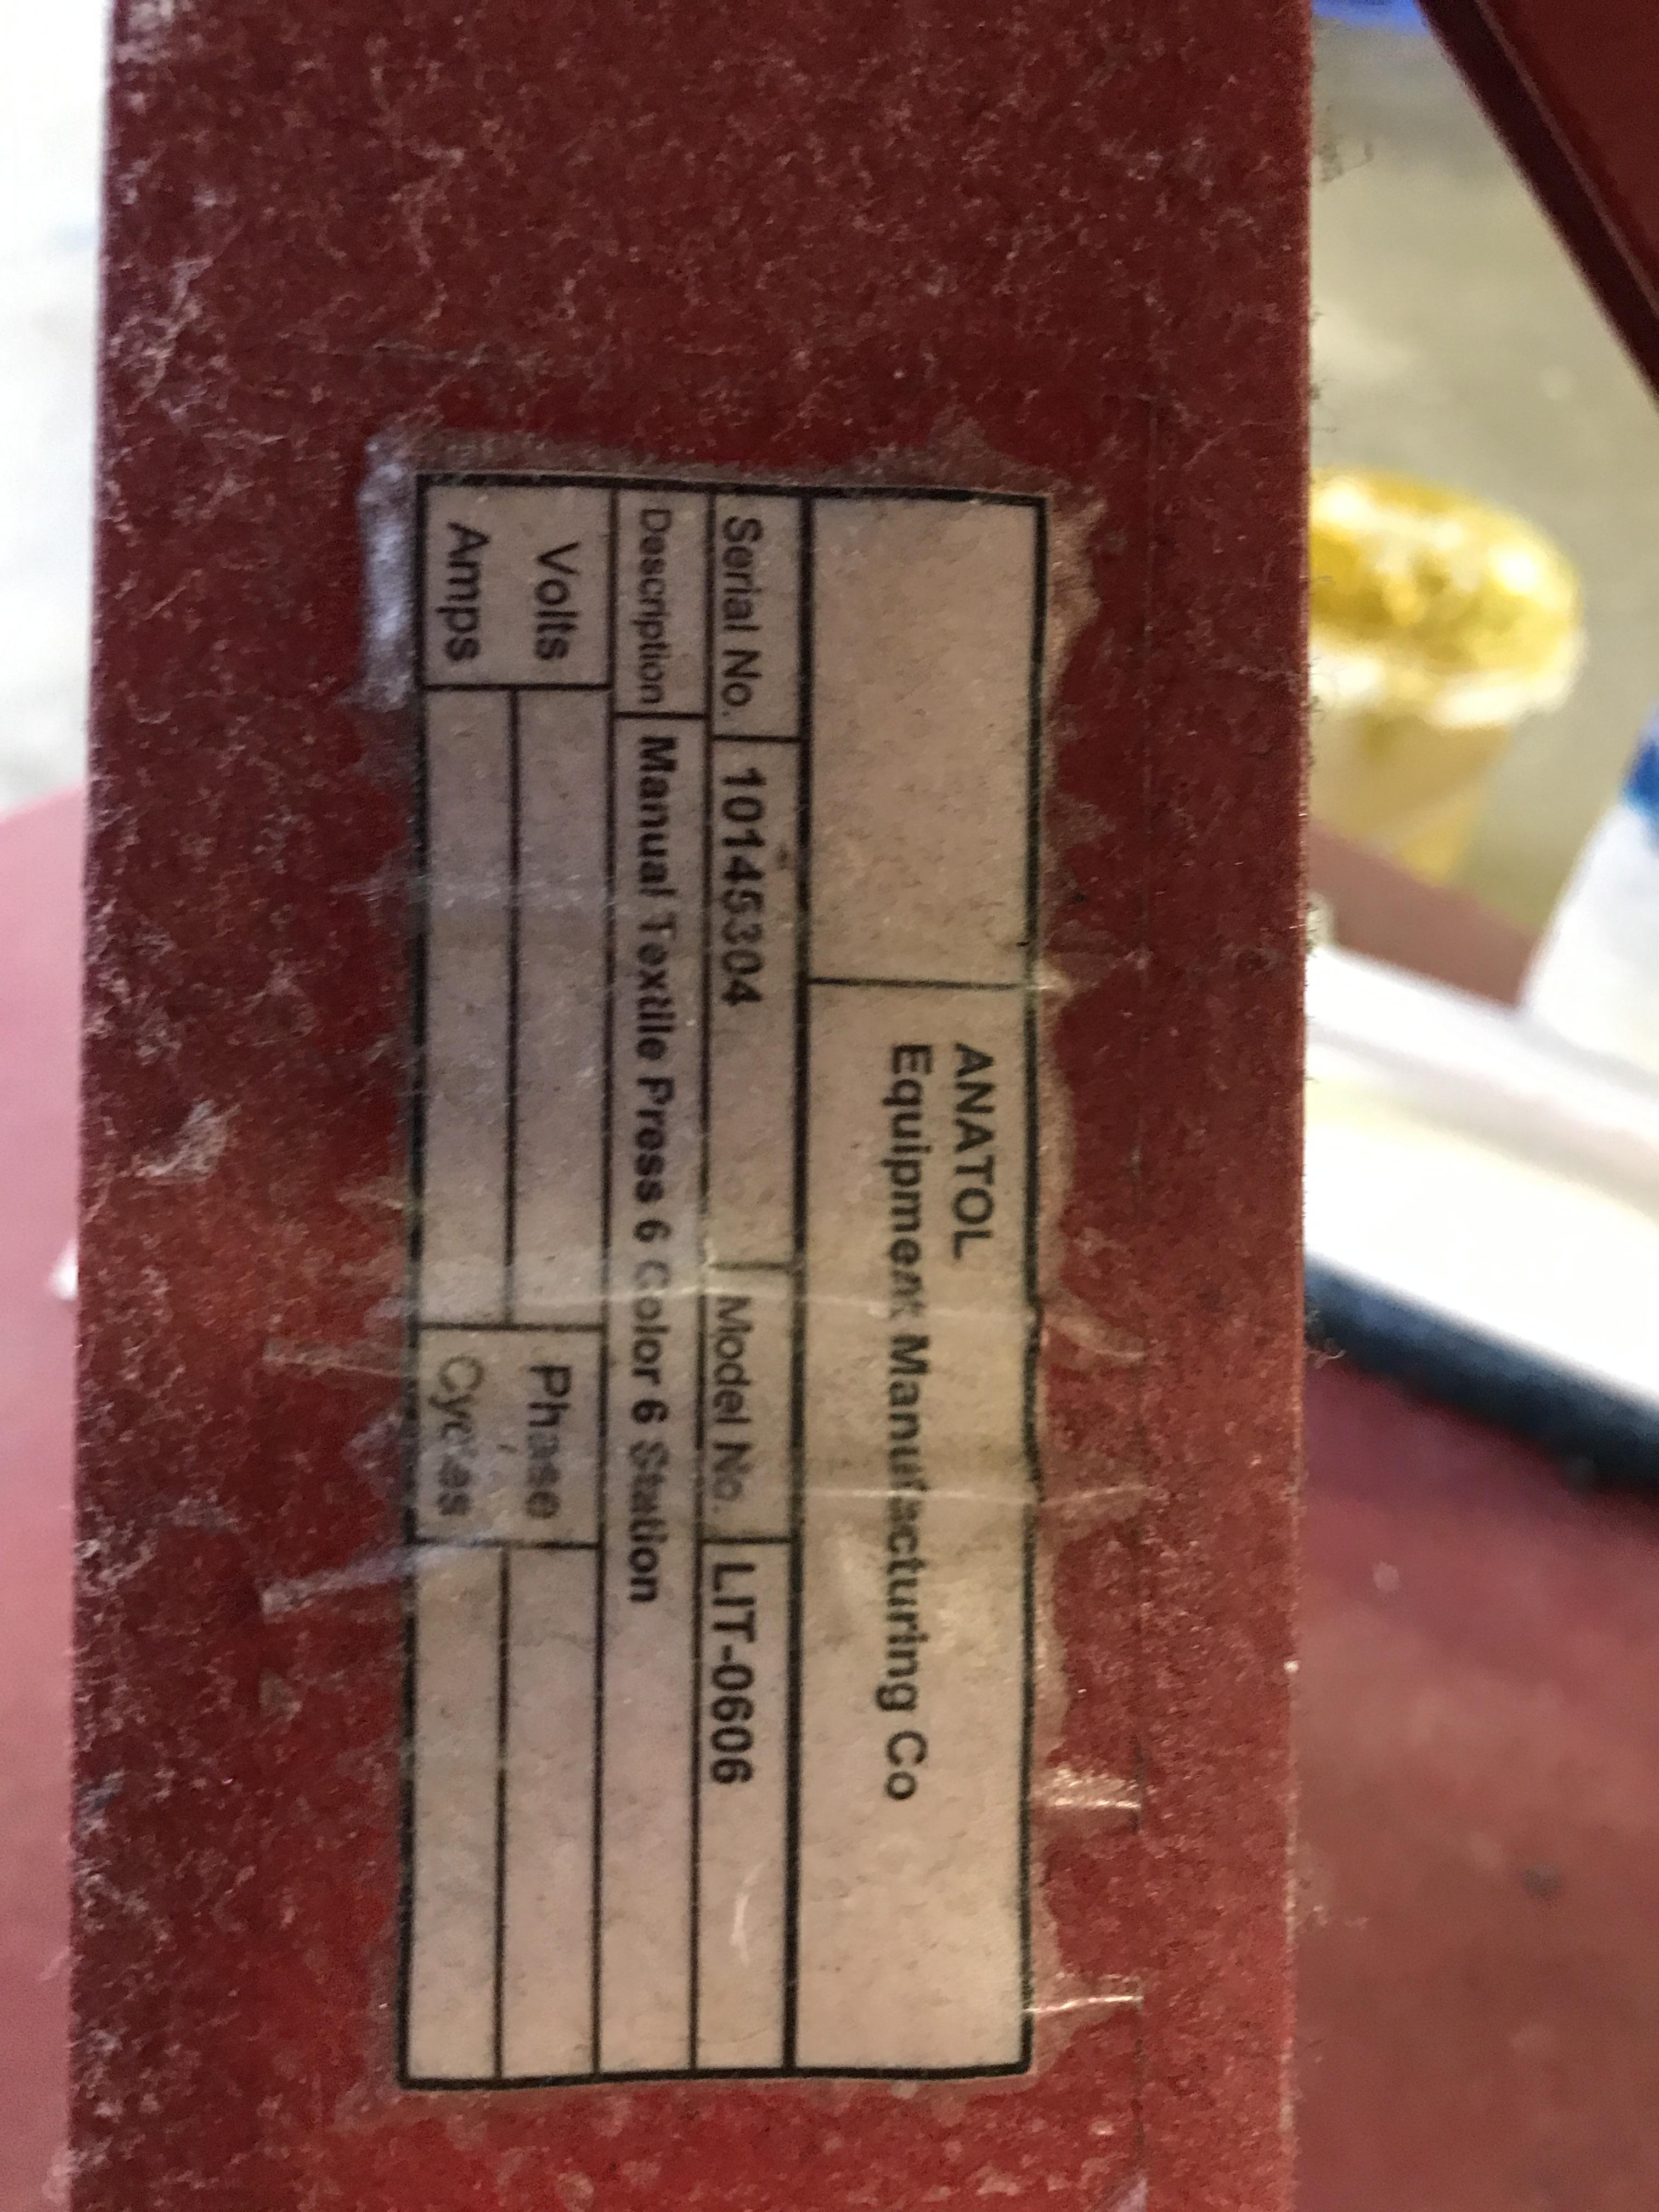 ANATOL
Equipment Manufacturing Co
Serial No. 10145304 Model No. LIT-0606
Description Manual Textile Press 6 Color 6 Station
Volts Phase
Amps Cycles